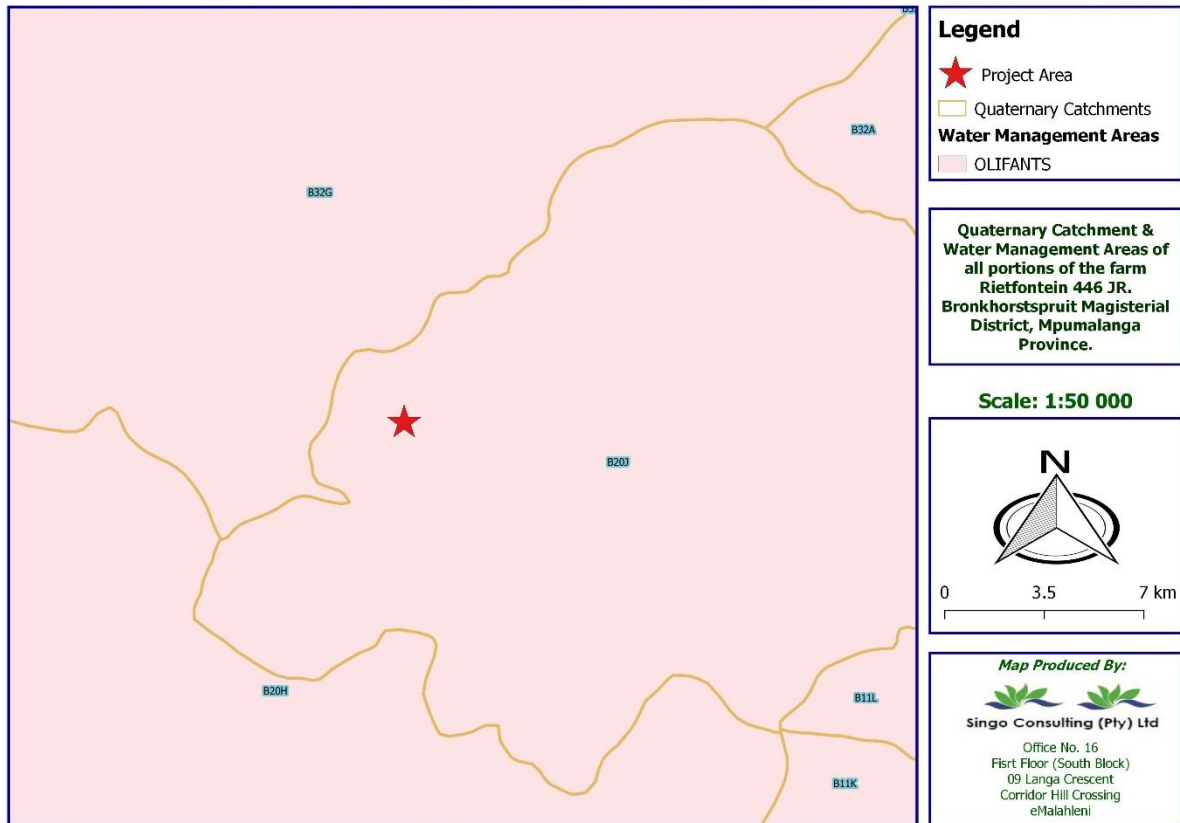 B32A
B32G
B20J
B20H
B11L
B11K
Legend
Project Area
Quaternary Catchments
Water Management Areas
OLIFANTS
Quaternary Catchment &
Water Management Areas of
all portions of the farm
Rietfontein 446 JR.
Bronkhorstspruit Magisterial
District, Mpumalanga
Province.
Scale: 1:50 000
N
0 3.5 7 km
Map Produced By:
Singo Consulting (Pty) Ltd
Office No. 16
Fisrt Floor (South Block)
09 Langa Crescent
Corridor Hill Crossing
eMalahleni